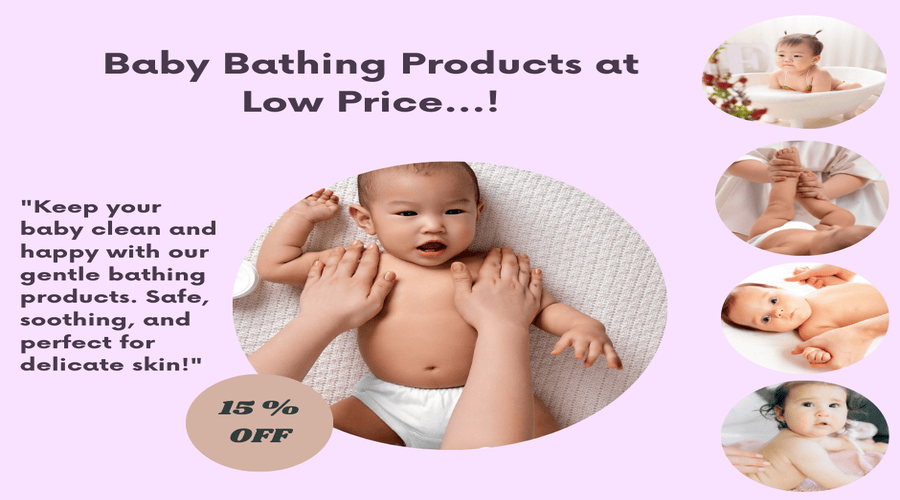 Baby Bathing Products at
Low Price...!
"Keep your
baby clean and
happy with our
gentle bathing
products. Safe,
soothing, and
perfect for
delicate skin!"
15 %
OFF